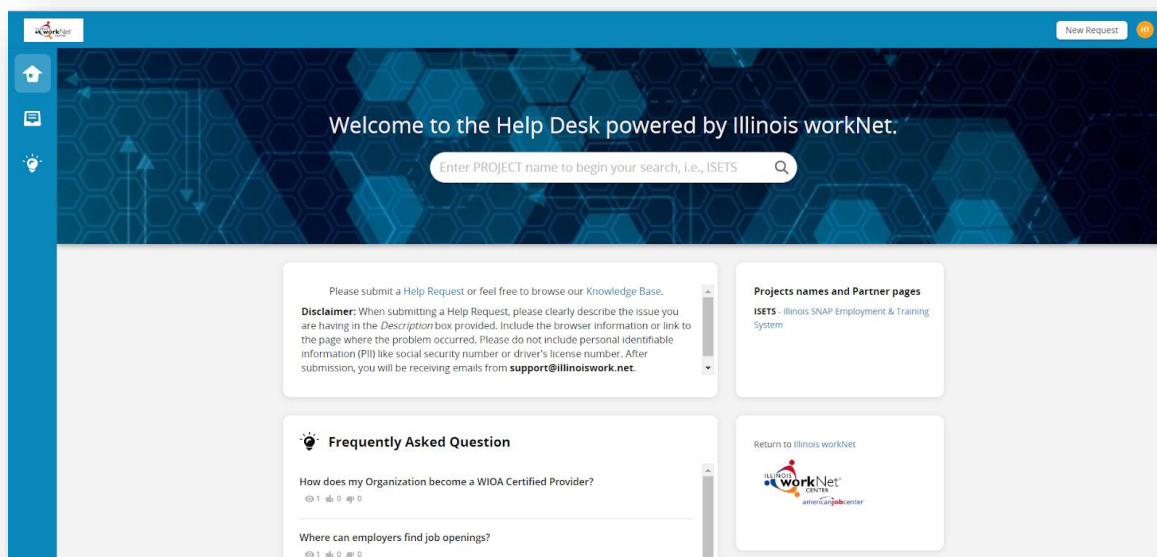 ILLINOIS
workNet
CENTER
New Request
HT
Welcome to the Help Desk powered by Illinois workNet.
Enter PROJECT name to begin your search, i.e., ISETS
Please submit a Help Request or feel free to browse our Knowledge Base.
Disclaimer: When submitting a Help Request, please clearly describe the issue you
are having in the Description box provided. Include the browser information or link to
the page where the problem occurred. Please do not include personal identifiable
information (PII) like social security number or driver's license number. After
submission, you will be receiving emails from support@illinoiswork.net.
Projects names and Partner pages
ISETS - Illinois SNAP Employment & Training
System
Frequently Asked Question
How does my Organization become a WIOA Certified Provider?
1 0 0
Where can employers find job openings?
1 0 0
Return to Illinois workNet
ILLINOIS
workNet
CENTER
americanjobcenter